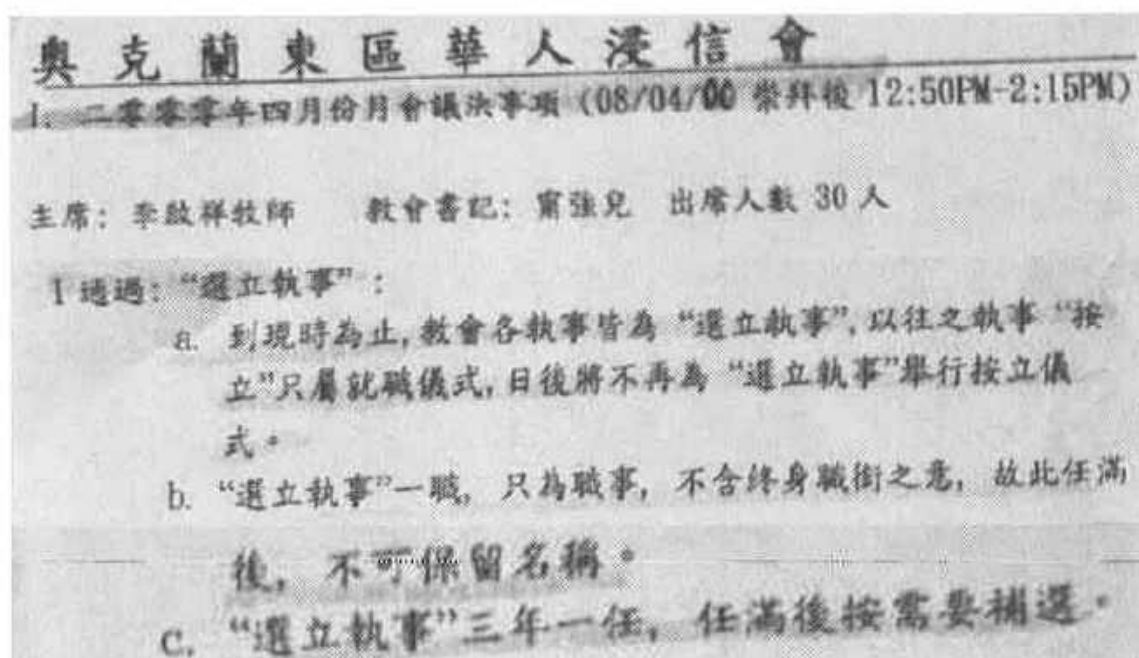 奧克蘭東區華人浸信會
1. 二零零零年四月份月會議決事項 (08/04/00 崇拜後 12:50PM-2:15PM)
主席: 李啟祥牧師 教會書記: 甯強兒 出席人數 30 人
1 通過: “選立執事”:
a. 到現時為止, 教會各執事皆為 “選立執事”, 以往之執事 “按
立”只屬就職儀式, 日後將不再為 “選立執事”舉行按立儀
式。
b. “選立執事”一職, 只為職事, 不含終身職銜之意, 故此任滿
後, 不可保留名稱。
c. “選立執事”三年一任, 任滿後按需要補選。